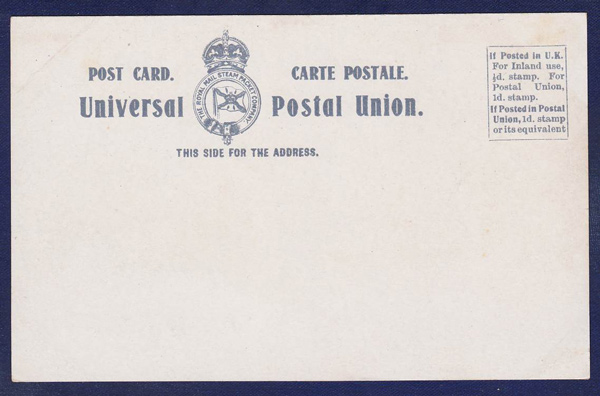 POST CARD. CARTE POSTALE.
THE ROYAL MAIL STEAM PACKET COMPANY
Universal Postal Union.
THIS SIDE FOR THE ADDRESS.
If Posted in U.K.
For Inland use,
½d. stamp. For
Postal Union,
1d. stamp.
If Posted in Postal
Union, 1d. stamp
or its equivalent